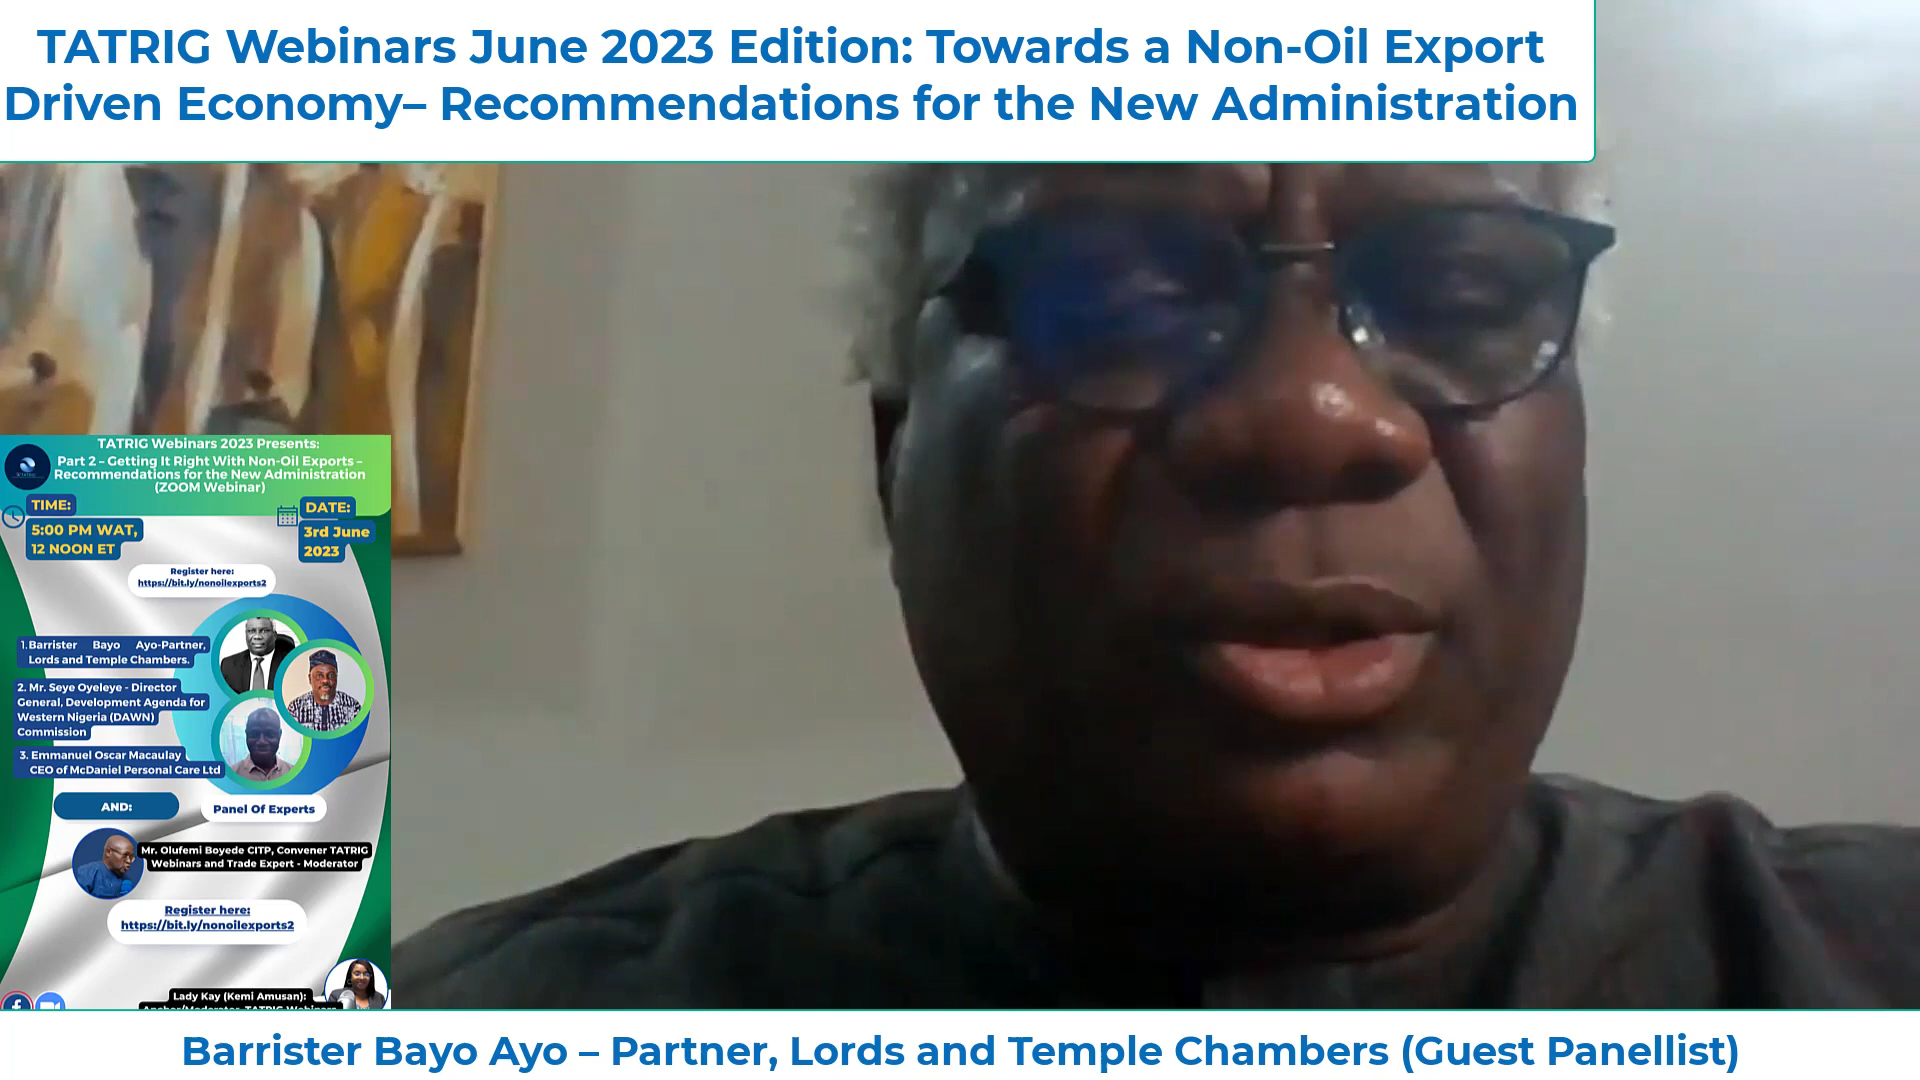 TATRIG Webinars June 2023 Edition: Towards a Non-Oil Export
Driven Economy– Recommendations for the New Administration
TATRIG Webinars 2023 Presents:
Part 2 – Getting It Right With Non-Oil Exports –
Recommendations for the New Administration
(ZOOM Webinar)
TIME:
5:00 PM WAT,
12 NOON ET
DATE:
3rd June
2023
Register here:
https://bit.ly/nonoilexports2
1. Barrister Bayo Ayo-Partner,
Lords and Temple Chambers.
2. Mr. Seye Oyeleye - Director
General, Development Agenda for
Western Nigeria (DAWN)
Commission
3. Emmanuel Oscar Macaulay
CEO of McDaniel Personal Care Ltd
AND:
Panel Of Experts
Mr. Olufemi Boyede CITP, Convener TATRIG
Webinars and Trade Expert - Moderator
Register here:
https://bit.ly/nonoilexports2
Lady Kay (Kemi Amusan):
Barrister Bayo Ayo – Partner, Lords and Temple Chambers (Guest Panellist)